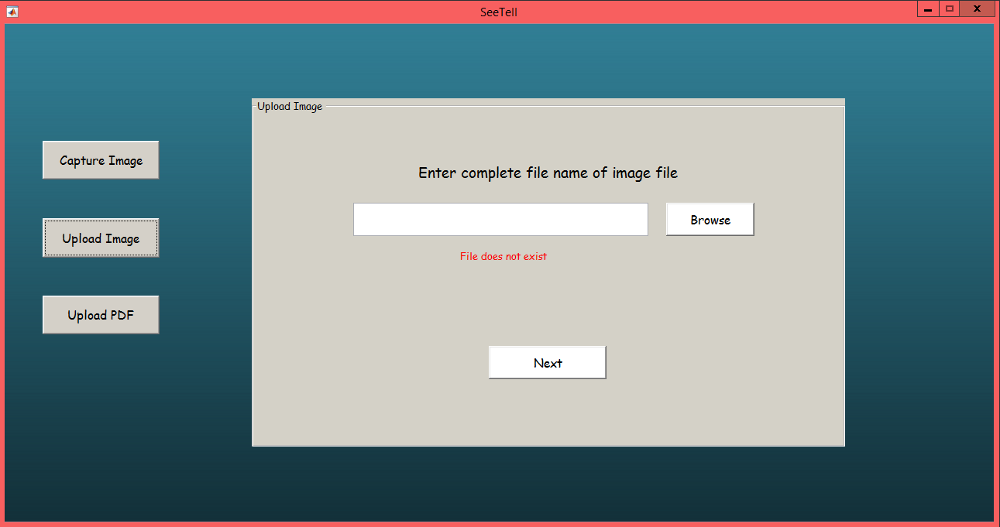 SeeTell
Upload Image
Capture Image
Upload Image
Upload PDF
Enter complete file name of image file
Browse
File does not exist
Next